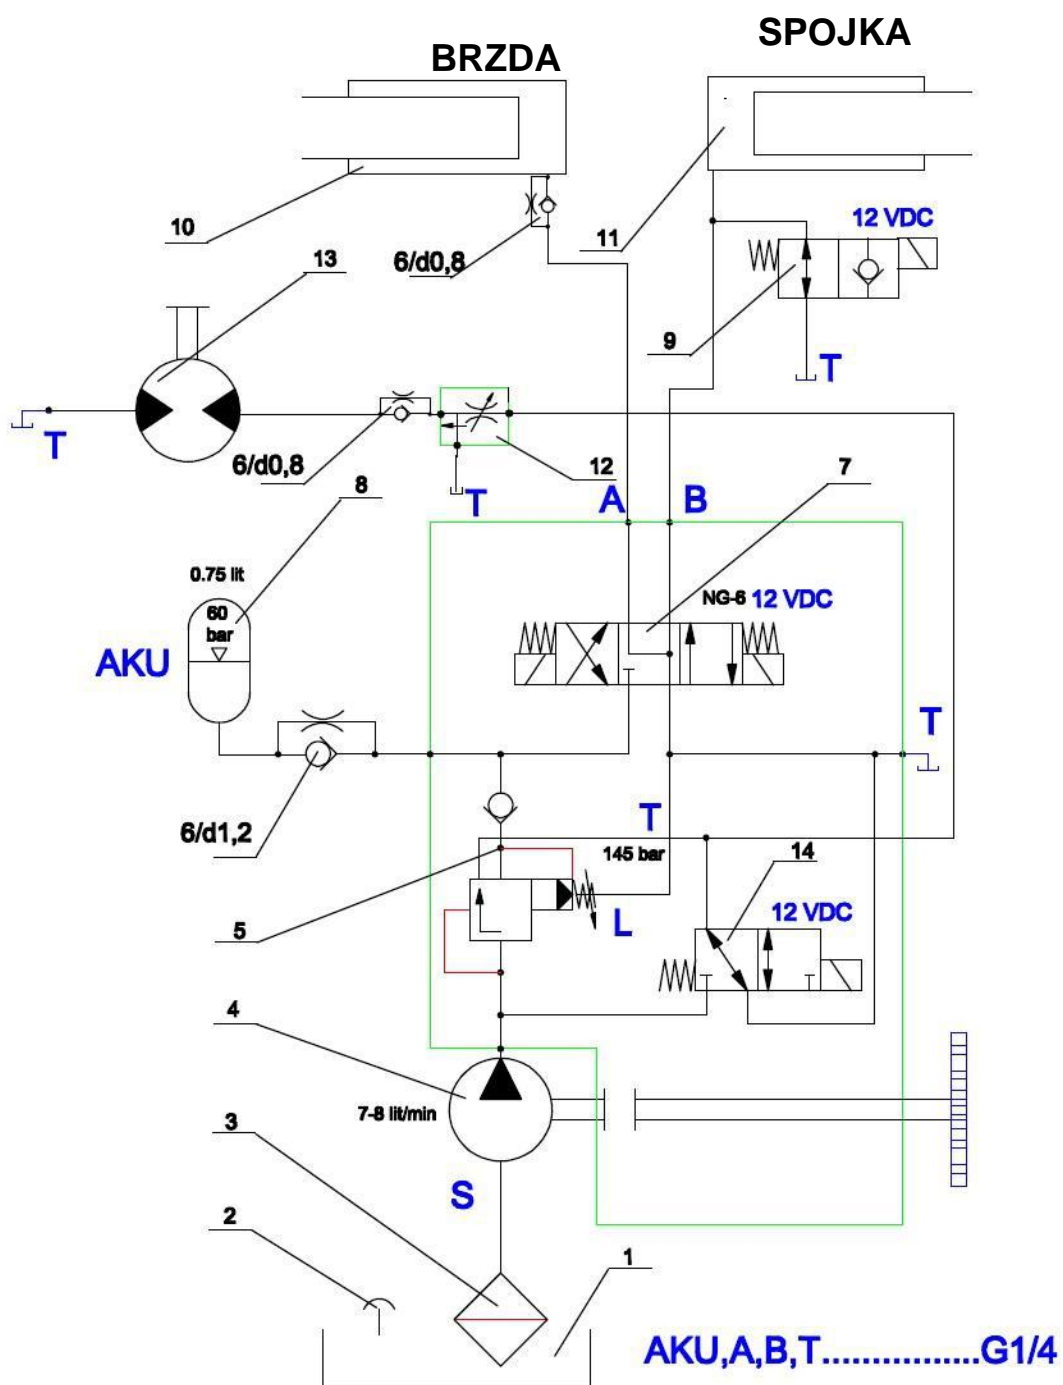 SPOJKA
BRZDA
10
11
12 VDC
6/d0,8
13
9
T
T
6/d0,8
12
7
8
T
A
B
0.75 lit
60
bar
NG-6 12 VDC
AKU
T
6/d1,2
T
145 bar
14
12 VDC
5
L
4
7-8 lit/min
3
S
2
1
AKU,A,B,T................G1/4